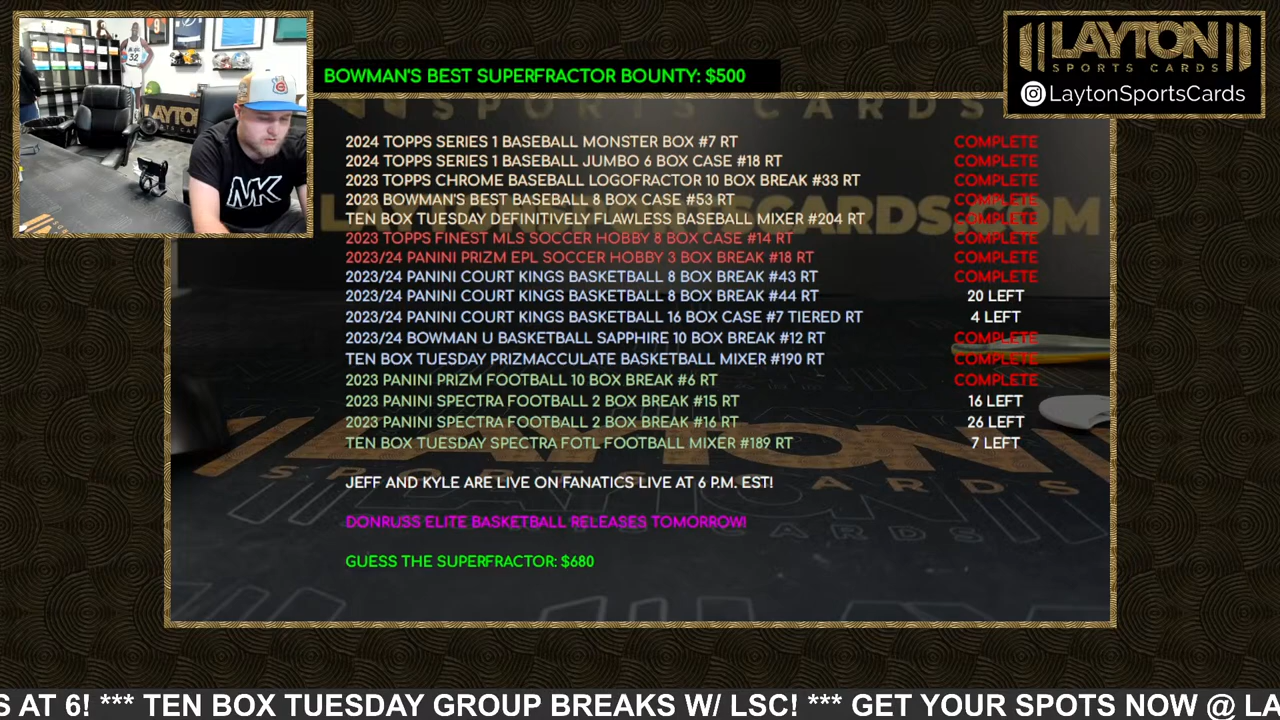 BOWMAN'S BEST SUPERFRACTOR BOUNTY: $500
LAYTON
SPORTS CARDS
LaytonSportsCards
32
MK
LAYTON
SPORTS CARDS
2024 TOPPS SERIES 1 BASEBALL MONSTER BOX #7 RT COMPLETE
2024 TOPPS SERIES 1 BASEBALL JUMBO 6 BOX CASE #18 RT COMPLETE
2023 TOPPS CHROME BASEBALL LOGOFRACTOR 10 BOX BREAK #33 RT COMPLETE
2023 BOWMAN'S BEST BASEBALL 8 BOX CASE #53 RT COMPLETE
TEN BOX TUESDAY DEFINITIVELY FLAWLESS BASEBALL MIXER #204 RT COMPLETE
2023 TOPPS FINEST MLS SOCCER HOBBY 8 BOX CASE #14 RT COMPLETE
2023/24 PANINI PRIZM EPL SOCCER HOBBY 3 BOX BREAK #18 RT COMPLETE
2023/24 PANINI COURT KINGS BASKETBALL 8 BOX BREAK #43 RT COMPLETE
2023/24 PANINI COURT KINGS BASKETBALL 8 BOX BREAK #44 RT 20 LEFT
2023/24 PANINI COURT KINGS BASKETBALL 16 BOX CASE #7 TIERED RT 4 LEFT
2023/24 BOWMAN U BASKETBALL SAPPHIRE 10 BOX BREAK #12 RT COMPLETE
TEN BOX TUESDAY PRIZMACCULATE BASKETBALL MIXER #190 RT COMPLETE
2023 PANINI PRIZM FOOTBALL 10 BOX BREAK #6 RT COMPLETE
2023 PANINI SPECTRA FOOTBALL 2 BOX BREAK #15 RT 16 LEFT
2023 PANINI SPECTRA FOOTBALL 2 BOX BREAK #16 RT 26 LEFT
TEN BOX TUESDAY SPECTRA FOTL FOOTBALL MIXER #189 RT 7 LEFT
JEFF AND KYLE ARE LIVE ON FANATICS LIVE AT 6 P.M. EST!
DONRUSS ELITE BASKETBALL RELEASES TOMORROW!
GUESS THE SUPERFRACTOR: $680
LAYTON
SPORTS CARDS
S AT 6! *** TEN BOX TUESDAY GROUP BREAKS W/ LSC! *** GET YOUR SPOTS NOW @ LA